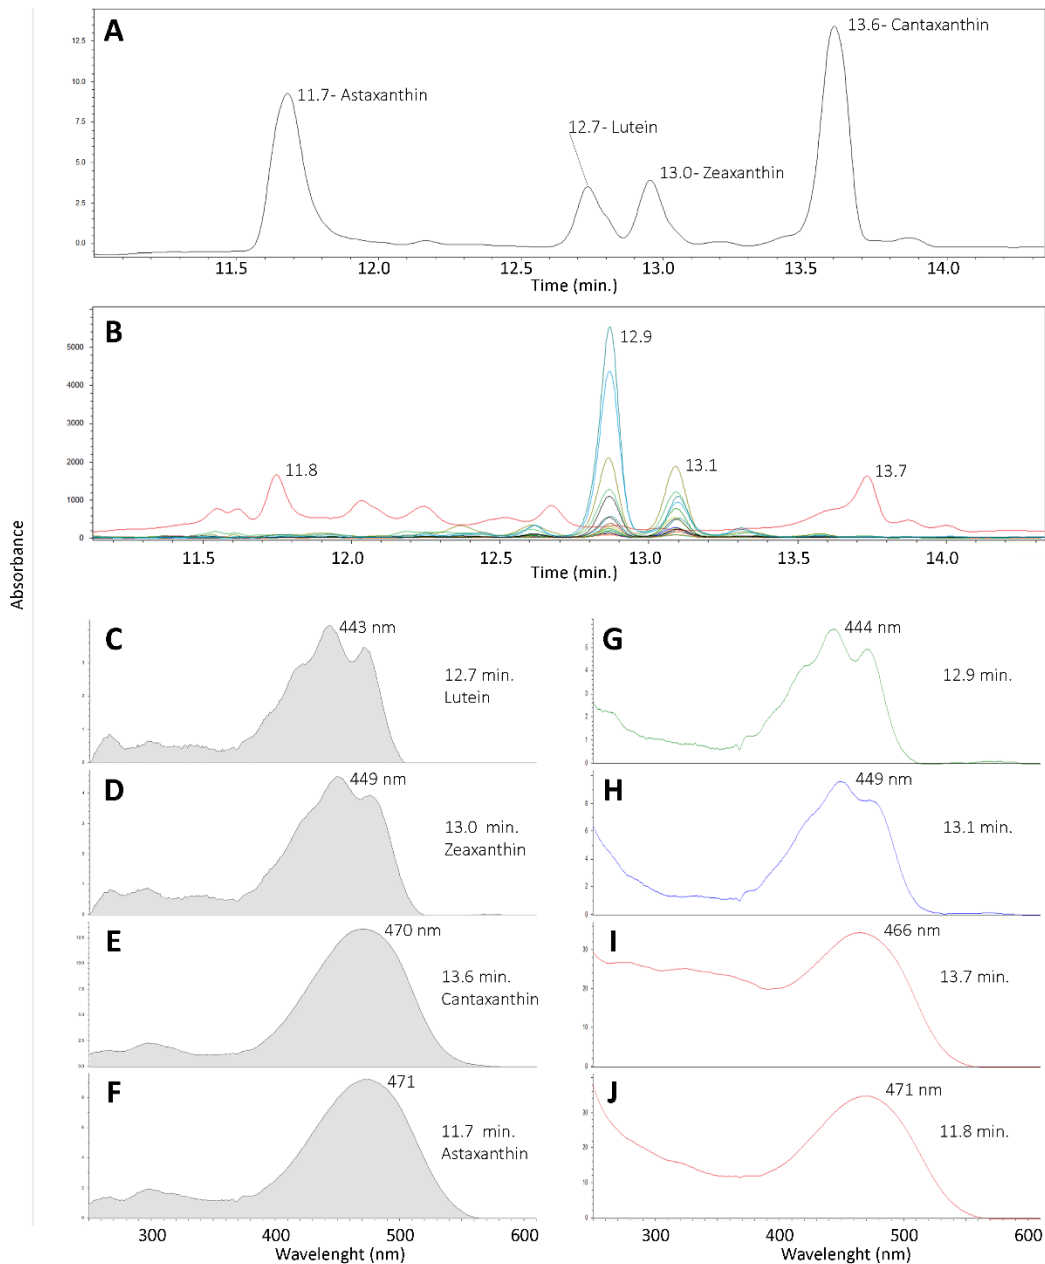 A
13.6- Cantaxanthin
11.7- Astaxanthin
12.7- Lutein
13.0- Zeaxanthin
12.5
10.0
7.5
5.0
2.5
0.0
11.5 12.0 12.5 13.0 13.5 14.0
Time (min.)
B
12.9
11.8
13.1
13.7
5000
4000
3000
2000
1000
0
11.5 12.0 12.5 13.0 13.5 14.0
Time (min.)
Absorbance
C
443 nm
12.7 min.
Lutein
G
444 nm
12.9 min.
D
449 nm
13.0 min.
Zeaxanthin
H
449 nm
13.1 min.
E
470 nm
13.6 min.
Cantaxanthin
I
466 nm
13.7 min.
F
471
11.7 min.
Astaxanthin
J
471 nm
11.8 min.
300 400 500 600
Wavelenght (nm)
300 400 500 600
Wavelenght (nm)